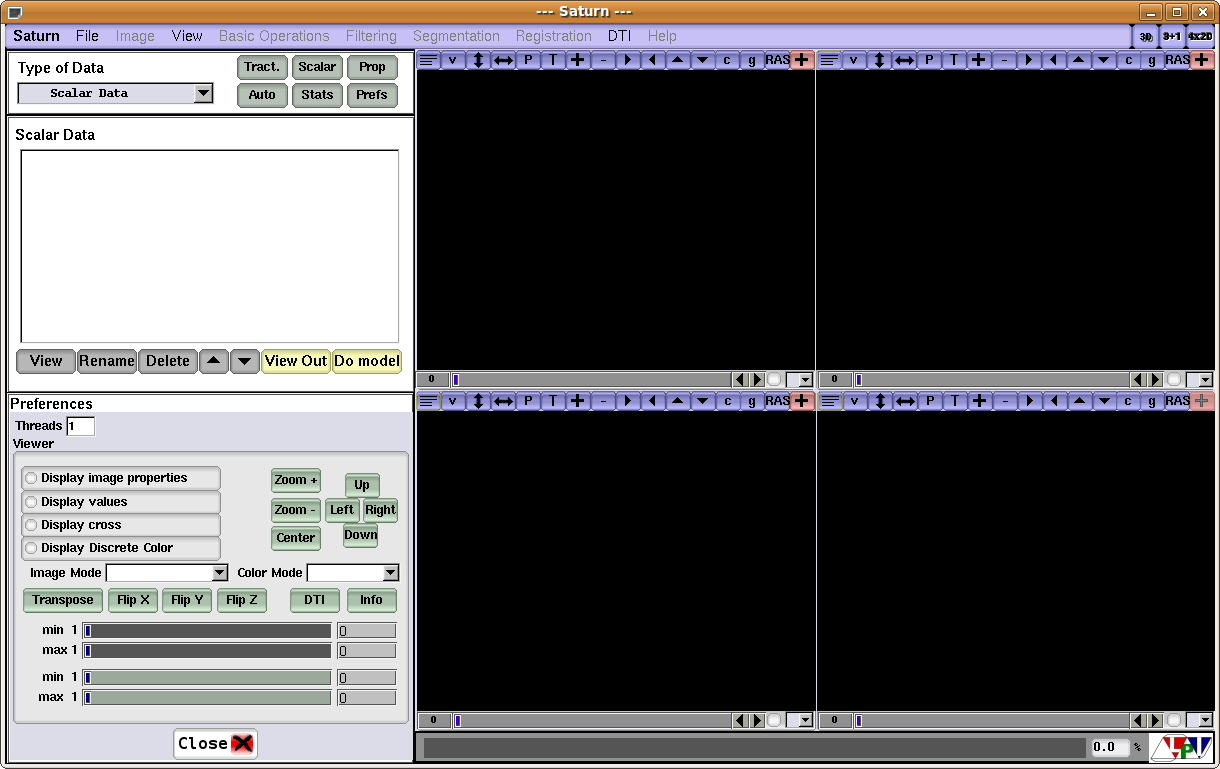 --- Saturn ---
Saturn File Image View Basic Operations Filtering Segmentation Registration DTI Help 3D 3+1 4x2D
Type of Data
Scalar Data
Tract. Scalar Prop
Auto Stats Prefs
Scalar Data
View Rename Delete View Out Do model
Preferences
Threads 1
Viewer
Display image properties
Display values
Display cross
Display Discrete Color
Zoom + Up
Zoom - Left Right
Center Down
Image Mode Color Mode
Transpose Flip X Flip Y Flip Z DTI Info
min 1 0
max 1 0
min 1 0
max 1 0
Close
v P T + - c g RAS +
v P T + - c g RAS +
0
0
v P T + - c g RAS +
v P T + - c g RAS +
0
0
0.0 %
LPI